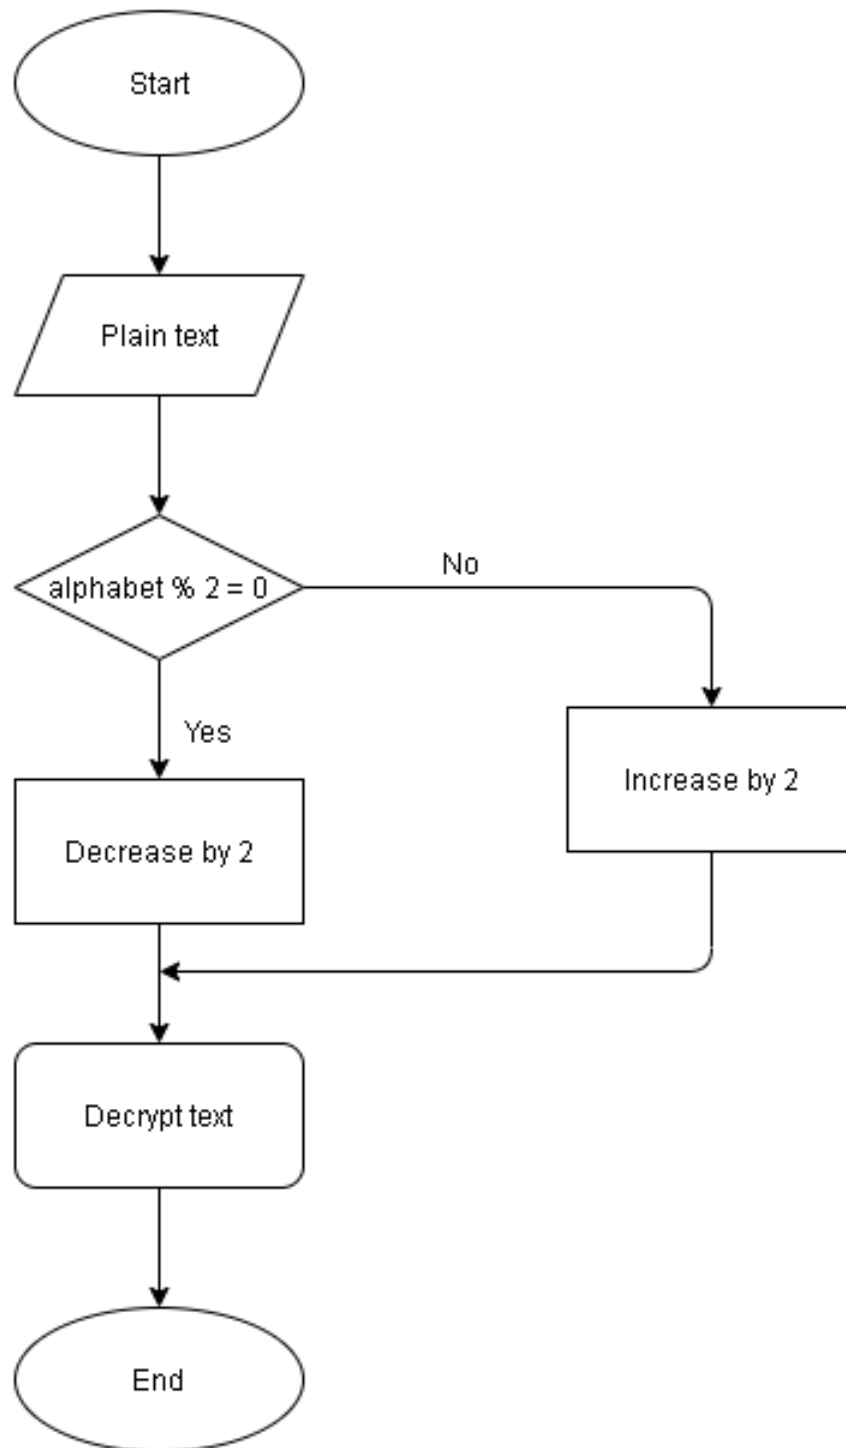 Start
Plain text
alphabet % 2 = 0
No
Yes
Increase by 2
Decrease by 2
Decrypt text
End